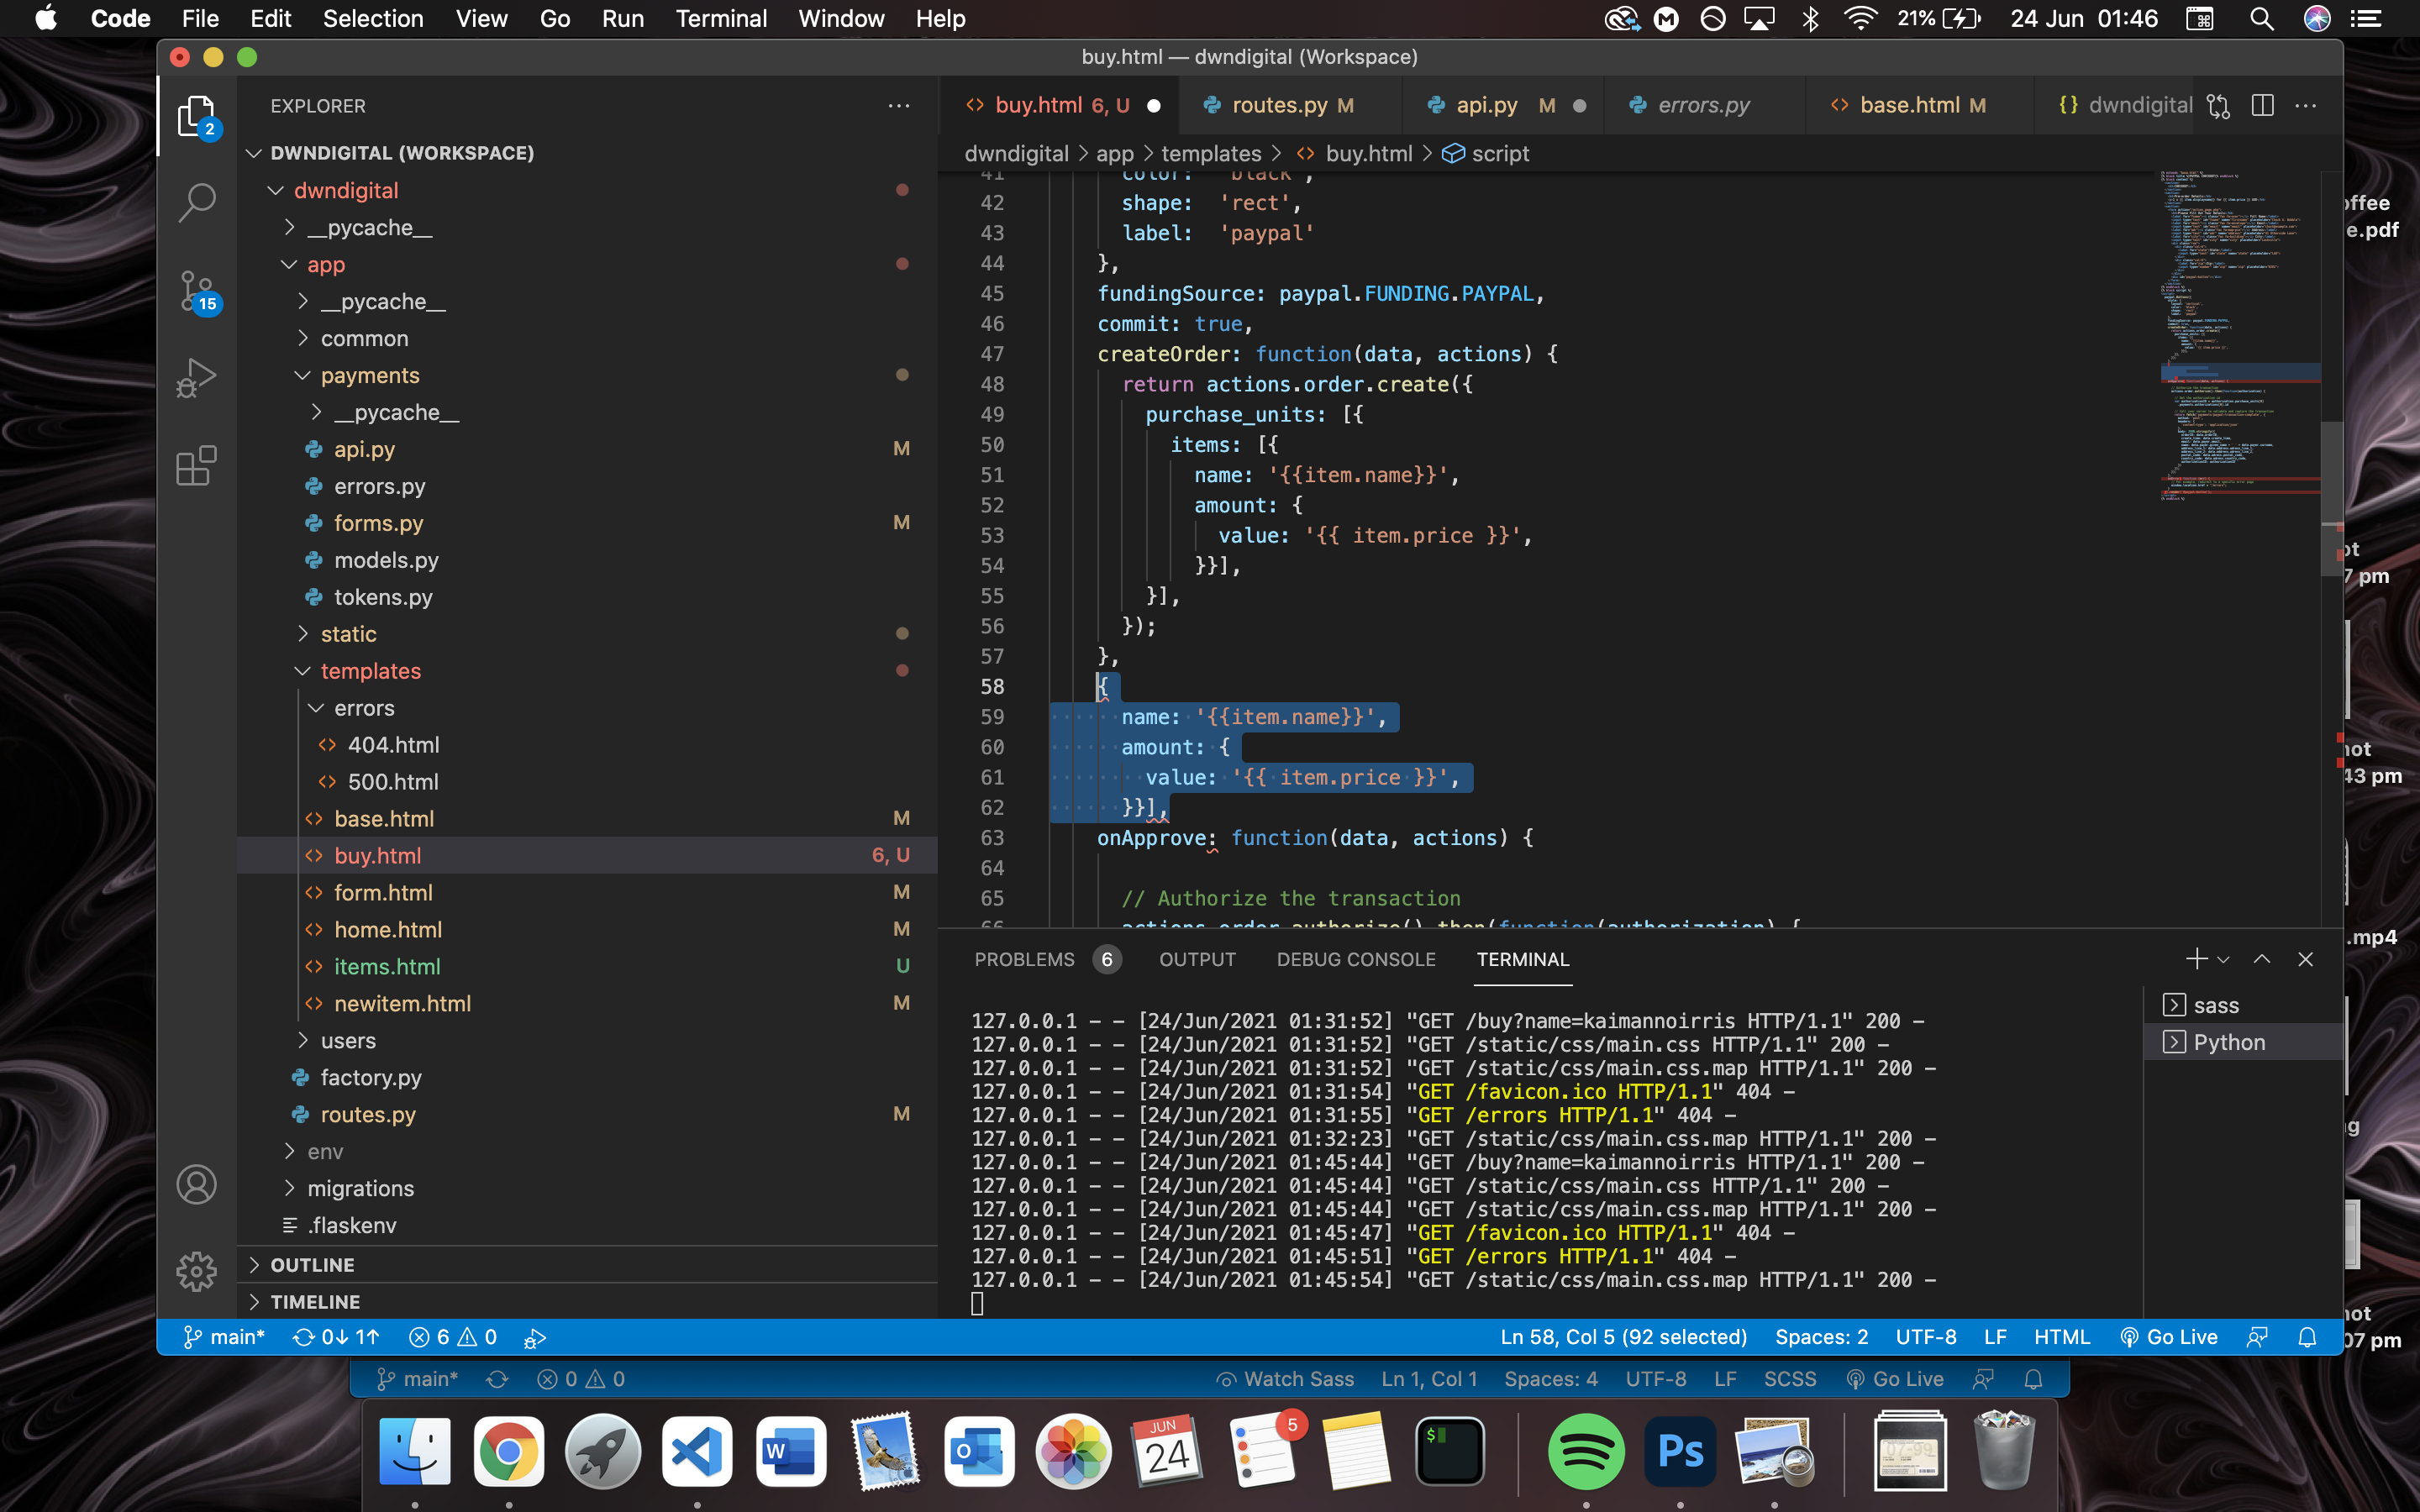 Code File Edit Selection View Go Run Terminal Window Help 21% 24 Jun 01:46
buy.html — dwndigital (Workspace)
EXPLORER
2
15
DWNDIGITAL (WORKSPACE)
dwndigital
__pycache__
app
__pycache__
common
payments
__pycache__
api.py M
errors.py
forms.py M
models.py
tokens.py
static
templates
errors
404.html
500.html
base.html M
buy.html 6, U
form.html M
home.html M
items.html U
newitem.html M
users
factory.py
routes.py M
env
migrations
.flaskenv
OUTLINE
TIMELINE
buy.html 6, U routes.py M api.py M errors.py base.html M {} dwndigital
dwndigital > app > templates > buy.html > script
41 color: 'black',
42 shape: 'rect',
43 label: 'paypal'
44 },
45 fundingSource: paypal.FUNDING.PAYPAL,
46 commit: true,
47 createOrder: function(data, actions) {
48 return actions.order.create({
49 purchase_units: [{
50 items: [{
51 name: '{{item.name}}',
52 amount: {
53 value: '{{ item.price }}',
54 }}],
55 }],
56 });
57 },
58 {
59 name: '{{item.name}}',
60 amount: {
61 value: '{{ item.price }}',
62 }}],
63 onApprove: function(data, actions) {
64
65 // Authorize the transaction
66 actions.order.authorize().then(function(authorization) {
PROBLEMS 6 OUTPUT DEBUG CONSOLE TERMINAL
127.0.0.1 - - [24/Jun/2021 01:31:52] "GET /buy?name=kaimannoirris HTTP/1.1" 200 -
127.0.0.1 - - [24/Jun/2021 01:31:52] "GET /static/css/main.css HTTP/1.1" 200 -
127.0.0.1 - - [24/Jun/2021 01:31:52] "GET /static/css/main.css.map HTTP/1.1" 200 -
127.0.0.1 - - [24/Jun/2021 01:31:54] "GET /favicon.ico HTTP/1.1" 404 -
127.0.0.1 - - [24/Jun/2021 01:31:55] "GET /errors HTTP/1.1" 404 -
127.0.0.1 - - [24/Jun/2021 01:32:23] "GET /static/css/main.css.map HTTP/1.1" 200 -
127.0.0.1 - - [24/Jun/2021 01:45:44] "GET /buy?name=kaimannoirris HTTP/1.1" 200 -
127.0.0.1 - - [24/Jun/2021 01:45:44] "GET /static/css/main.css HTTP/1.1" 200 -
127.0.0.1 - - [24/Jun/2021 01:45:44] "GET /static/css/main.css.map HTTP/1.1" 200 -
127.0.0.1 - - [24/Jun/2021 01:45:47] "GET /favicon.ico HTTP/1.1" 404 -
127.0.0.1 - - [24/Jun/2021 01:45:51] "GET /errors HTTP/1.1" 404 -
127.0.0.1 - - [24/Jun/2021 01:45:54] "GET /static/css/main.css.map HTTP/1.1" 200 -
sass
Python
main* 0↓ 1↑ 6 0 Ln 58, Col 5 (92 selected) Spaces: 2 UTF-8 LF HTML Go Live
main* 0 0 Watch Sass Ln 1, Col 1 Spaces: 4 UTF-8 LF SCSS Go Live
offee
e.pdf
7 pm
43 pm
.mp4
07 pm
W
O
JUN
24
5
$
Ps